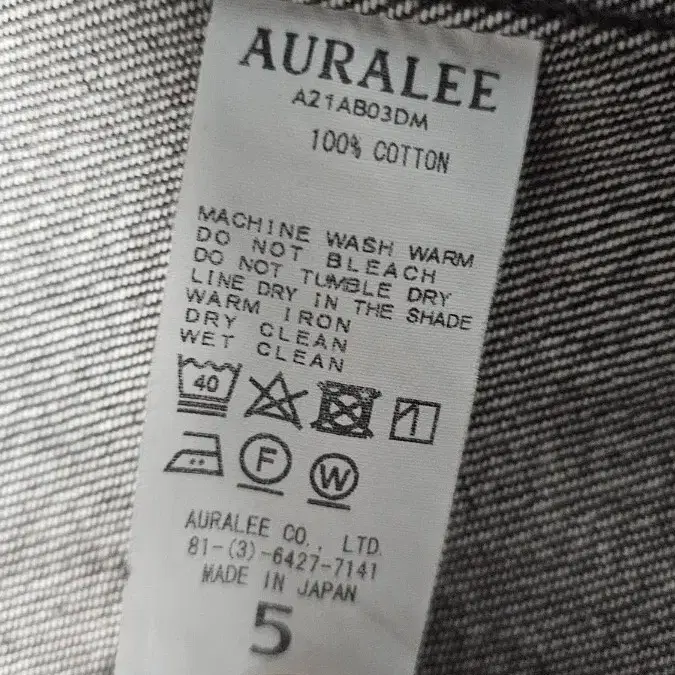 AURALEE
A21AB03DM
100% COTTON
MACHINE WASH WARM
DO NOT BLEACH
DO NOT TUMBLE DRY
LINE DRY IN THE SHADE
WARM IRON
DRY CLEAN
WET CLEAN
40
F
W
AURALEE CO., LTD.
81-(3)-6427-7141
MADE IN JAPAN
5